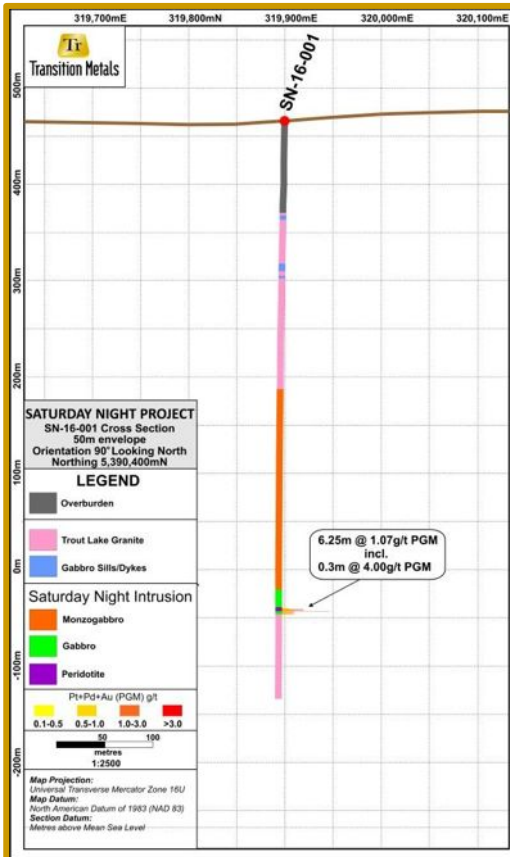 319,700mE 319,800mN 319,900mE 320,000mE 320,100mE
Tr
Transition Metals
SN-16-001
500m
400m
300m
200m
100m
0m
-100m
-200m
SATURDAY NIGHT PROJECT
SN-16-001 Cross Section
50m envelope
Orientation 90° Looking North
Northing 5,390,400mN
LEGEND
Overburden
Trout Lake Granite
Gabbro Sills/Dykes
Saturday Night Intrusion
Monzogabbro
Gabbro
Peridotite
Pt+Pd+Au (PGM) g/t
0.1-0.5 0.5-1.0 1.0-3.0 >3.0
50 100
metres
1:2500
Map Projection:
Universal Transverse Mercator Zone 16U
Map Datum:
North American Datum of 1983 (NAD 83)
Section Datum:
Metres above Mean Sea Level
6.25m @ 1.07g/t PGM
incl.
0.3m @ 4.00g/t PGM